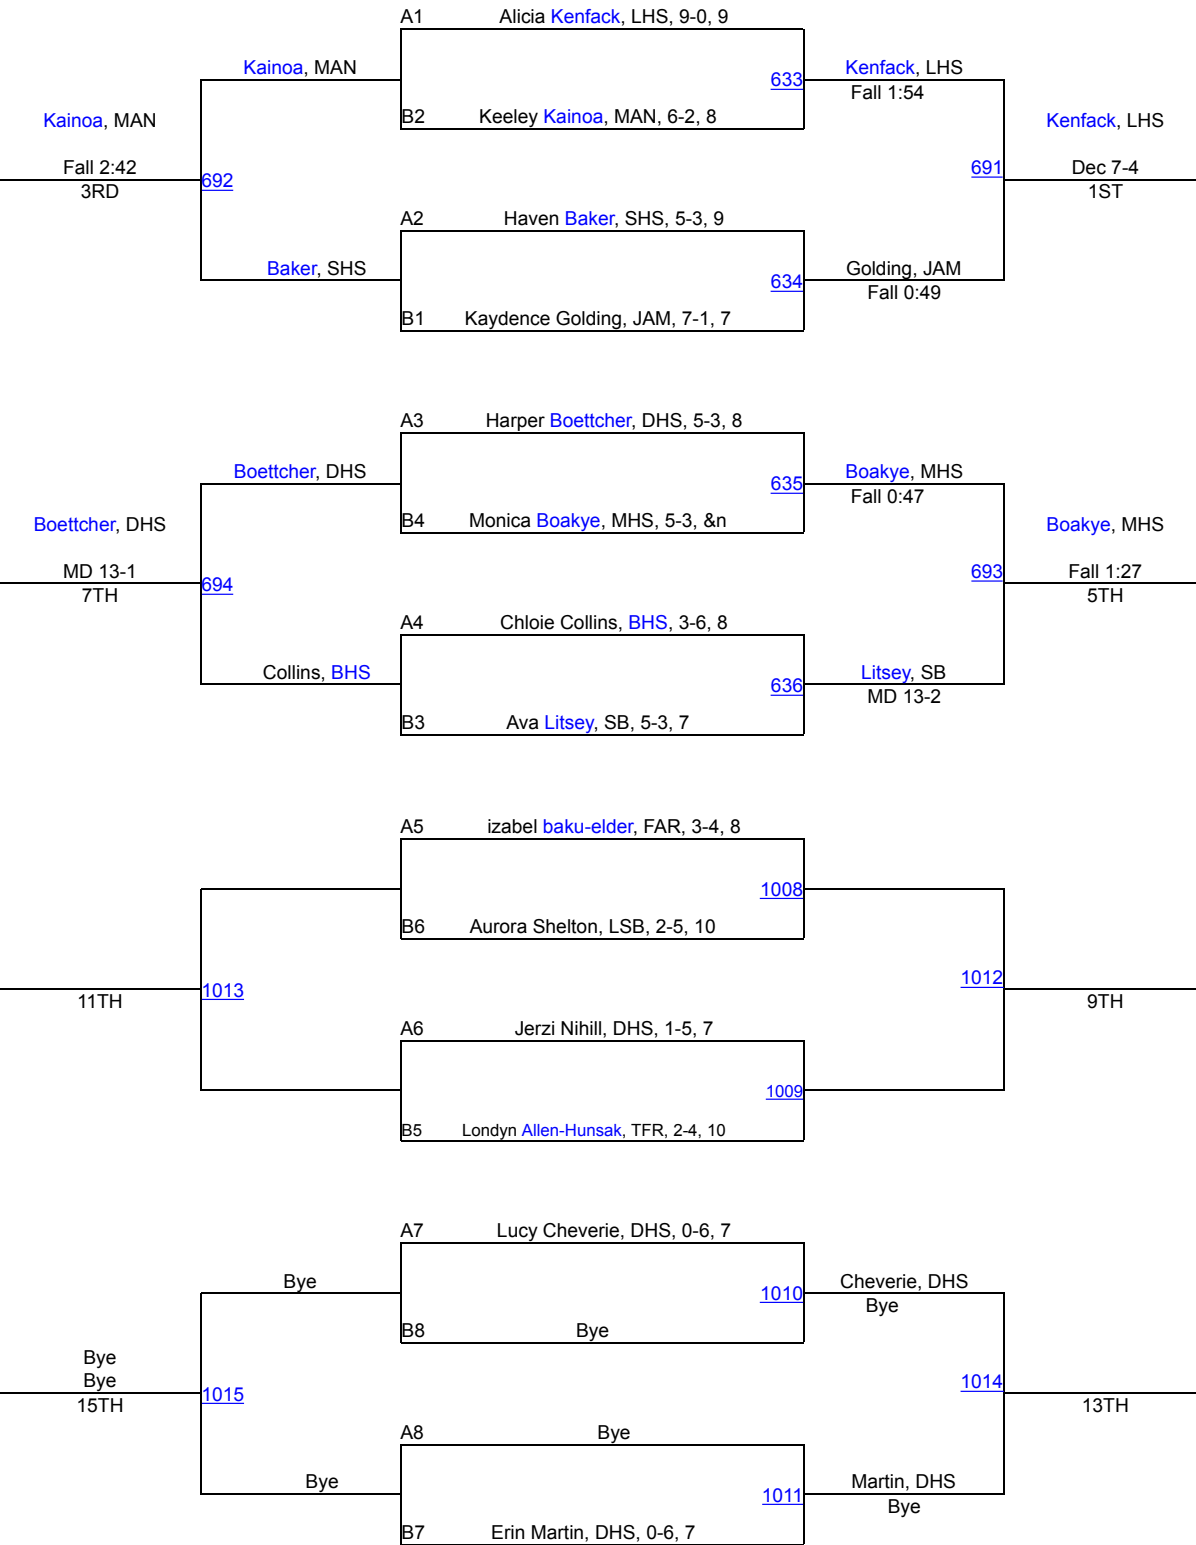 A1 Alicia Kenfack, LHS, 9-0, 9
Kainoa, MAN
633
Kenfack, LHS
Fall 1:54
B2 Keeley Kainoa, MAN, 6-2, 8
Kainoa, MAN
Kenfack, LHS
Fall 2:42
3RD
692
691
Dec 7-4
1ST
A2 Haven Baker, SHS, 5-3, 9
Baker, SHS
634
Golding, JAM
Fall 0:49
B1 Kaydence Golding, JAM, 7-1, 7
A3 Harper Boettcher, DHS, 5-3, 8
Boettcher, DHS
635
Boakye, MHS
Fall 0:47
B4 Monica Boakye, MHS, 5-3, &n
Boettcher, DHS
Boakye, MHS
MD 13-1
7TH
694
693
Fall 1:27
5TH
A4 Chloie Collins, BHS, 3-6, 8
Collins, BHS
636
Litsey, SB
MD 13-2
B3 Ava Litsey, SB, 5-3, 7
A5 izabel baku-elder, FAR, 3-4, 8
1008
B6 Aurora Shelton, LSB, 2-5, 10
11TH
1013
1012
9TH
A6 Jerzi Nihill, DHS, 1-5, 7
1009
B5 Londyn Allen-Hunsak, TFR, 2-4, 10
A7 Lucy Cheverie, DHS, 0-6, 7
Bye
1010
Cheverie, DHS
Bye
B8 Bye
Bye
Bye
15TH
1015
1014
13TH
A8 Bye
Bye
1011
Martin, DHS
Bye
B7 Erin Martin, DHS, 0-6, 7